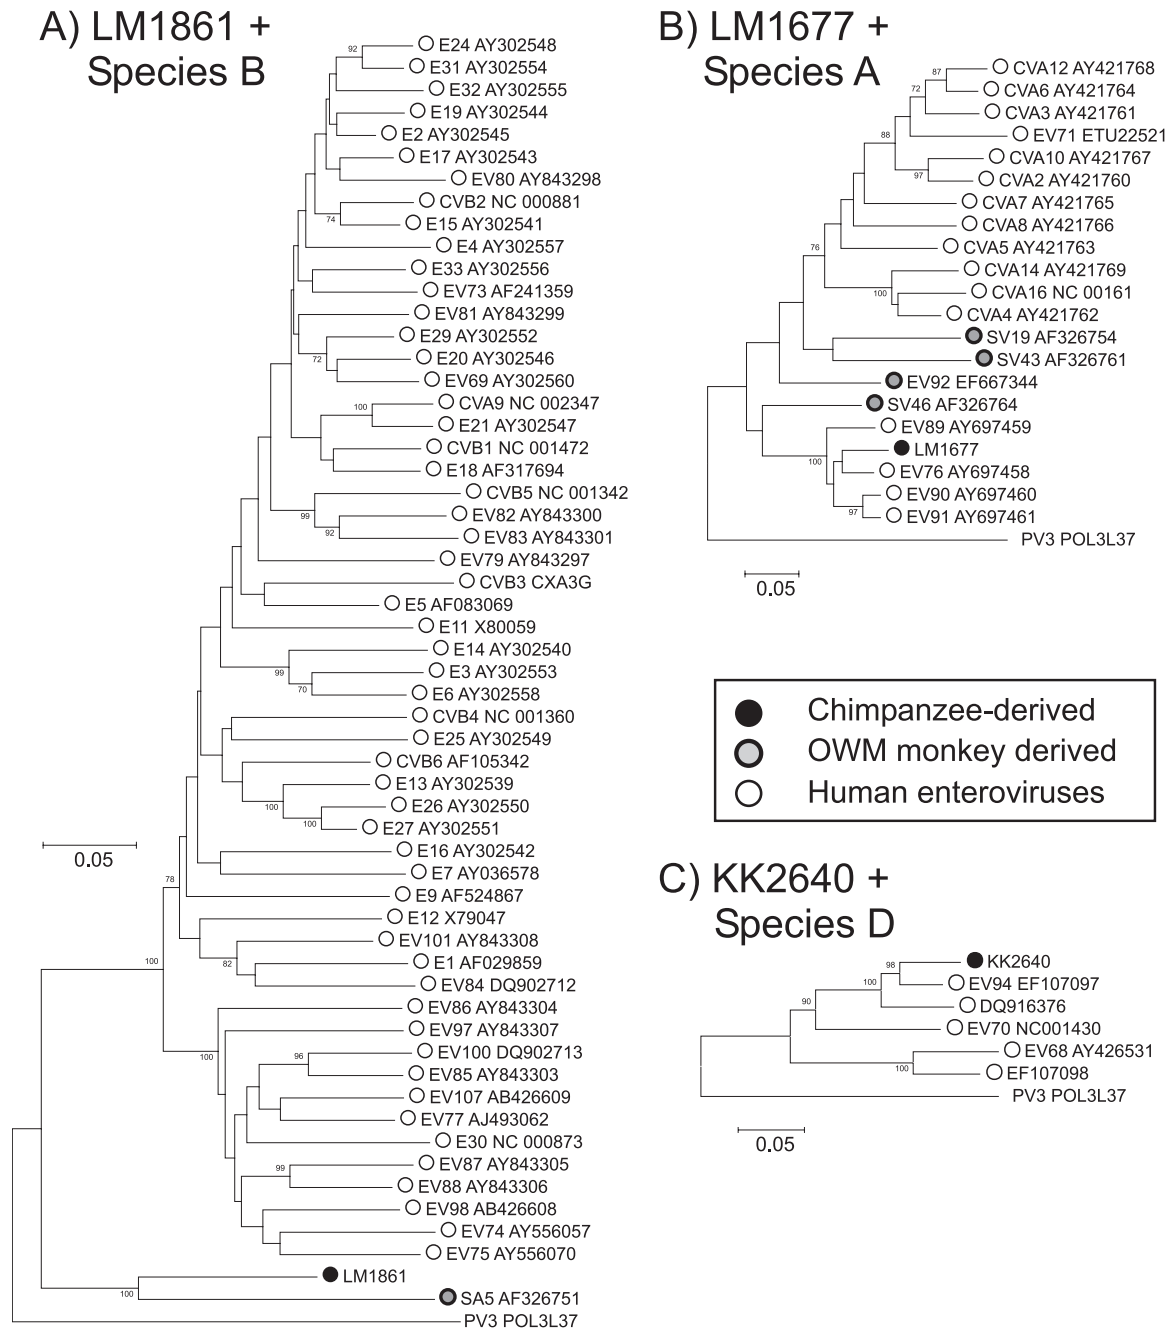 A) LM1861 +
Species B
92
E24 AY302548
E31 AY302554
E32 AY302555
E19 AY302544
E2 AY302545
E17 AY302543
EV80 AY843298
CVB2 NC 000881
74
E15 AY302541
E4 AY302557
E33 AY302556
EV73 AF241359
EV81 AY843299
E29 AY302552
72
E20 AY302546
EV69 AY302560
100
CVA9 NC 002347
E21 AY302547
CVB1 NC 001472
E18 AF317694
CVB5 NC 001342
99
EV82 AY843300
92
EV83 AY843301
EV79 AY843297
CVB3 CXA3G
E5 AF083069
E11 X80059
E14 AY302540
99
E3 AY302553
70
E6 AY302558
CVB4 NC 001360
E25 AY302549
CVB6 AF105342
E13 AY302539
100
E26 AY302550
100
E27 AY302551
0.05
E16 AY302542
E7 AY036578
78
E9 AF524867
E12 X79047
EV101 AY843308
100
82
E1 AF029859
EV84 DQ902712
EV86 AY843304
EV97 AY843307
100
96
EV100 DQ902713
EV85 AY843303
EV107 AB426609
EV77 AJ493062
E30 NC 000873
99
EV87 AY843305
EV88 AY843306
EV98 AB426608
EV74 AY556057
EV75 AY556070
LM1861
100
SA5 AF326751
PV3 POL3L37
B) LM1677 +
Species A
87
CVA12 AY421768
72
CVA6 AY421764
CVA3 AY421761
88
EV71 ETU22521
CVA10 AY421767
97
CVA2 AY421760
CVA7 AY421765
CVA8 AY421766
76
CVA5 AY421763
CVA14 AY421769
100
CVA16 NC 00161
CVA4 AY421762
SV19 AF326754
SV43 AF326761
EV92 EF667344
SV46 AF326764
EV89 AY697459
100
LM1677
EV76 AY697458
EV90 AY697460
97
EV91 AY697461
PV3 POL3L37
0.05
Chimpanzee-derived
OWM monkey derived
Human enteroviruses
C) KK2640 +
Species D
98
KK2640
100
EV94 EF107097
90
DQ916376
EV70 NC001430
EV68 AY426531
100
EF107098
PV3 POL3L37
0.05